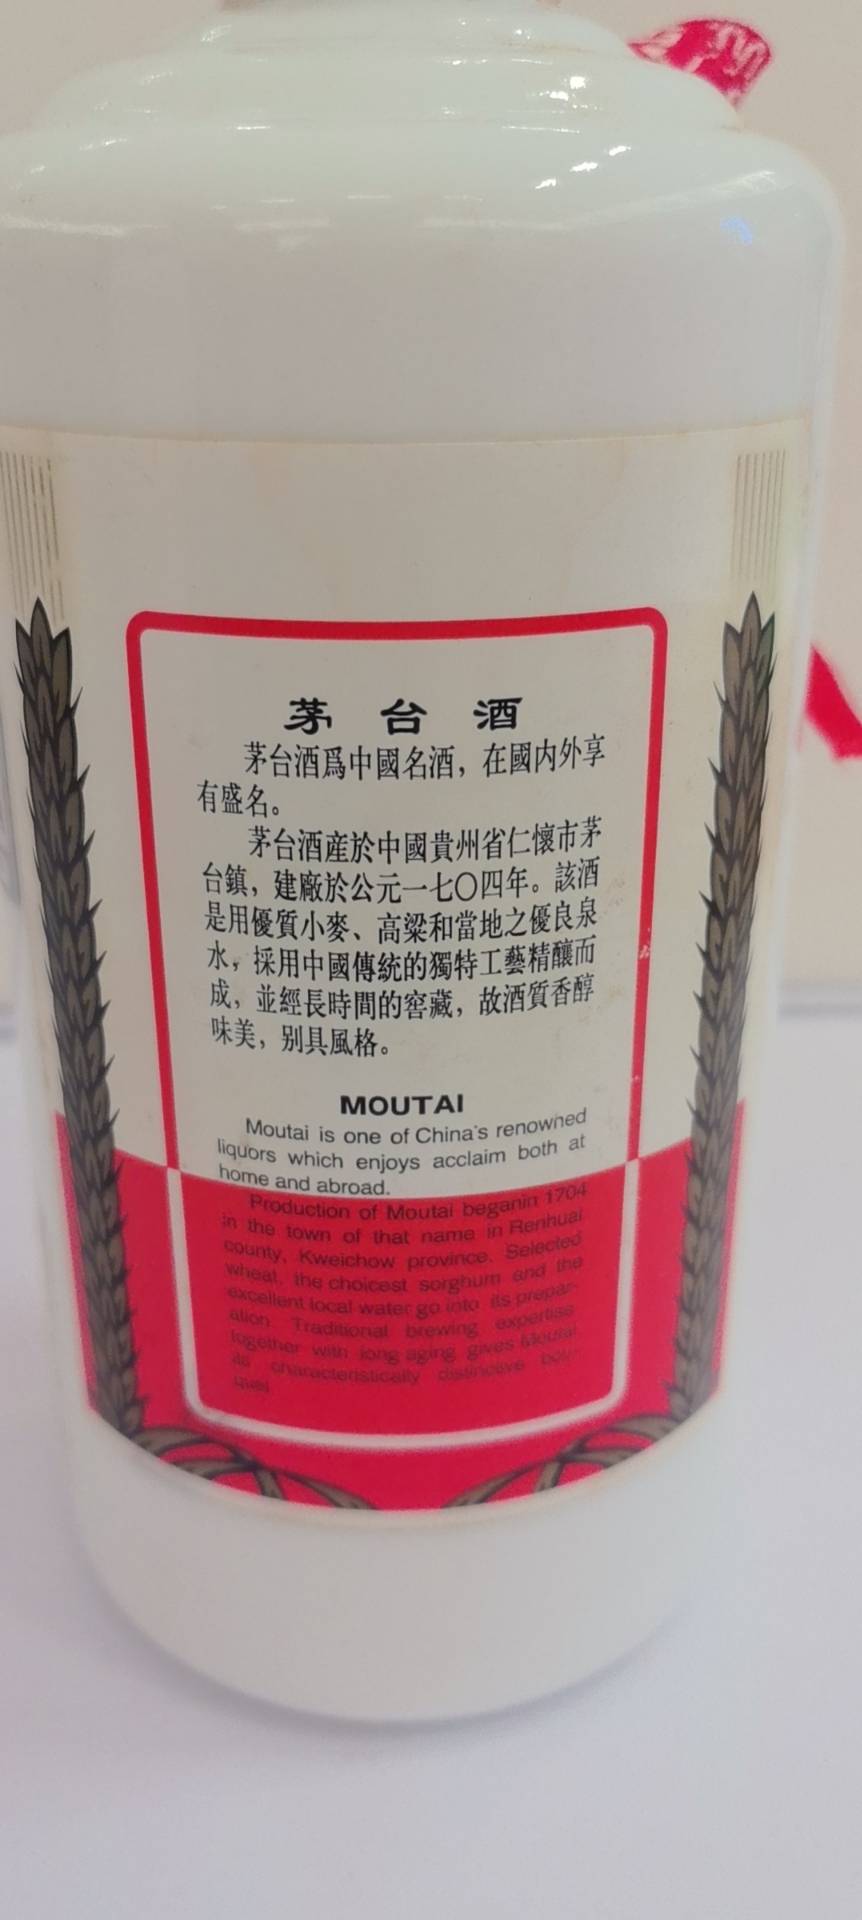 茅台酒
茅台酒爲中國名酒，在國内外享
有盛名。
茅台酒産於中國貴州省仁懷市茅
台鎮，建廠於公元一七〇四年。該酒
是用優質小麥、高粱和當地之優良泉
水，採用中國傳統的獨特工藝精釀而
成，並經長時間的窖藏，故酒質香醇
味美，别具風格。
MOUTAI
Moutai is one of China's renowned
liquors which enjoys acclaim both at
home and abroad.
Production of Moutai beganin 1704
in the town of that name in Renhuai
county, Kweichow province. Selected
wheat, the choicest sorghum and the
excellent local water go into its prepar-
ation. Traditional brewing expertise
together with long aging gives Moutai
its characteristically distinctive bou-
quet